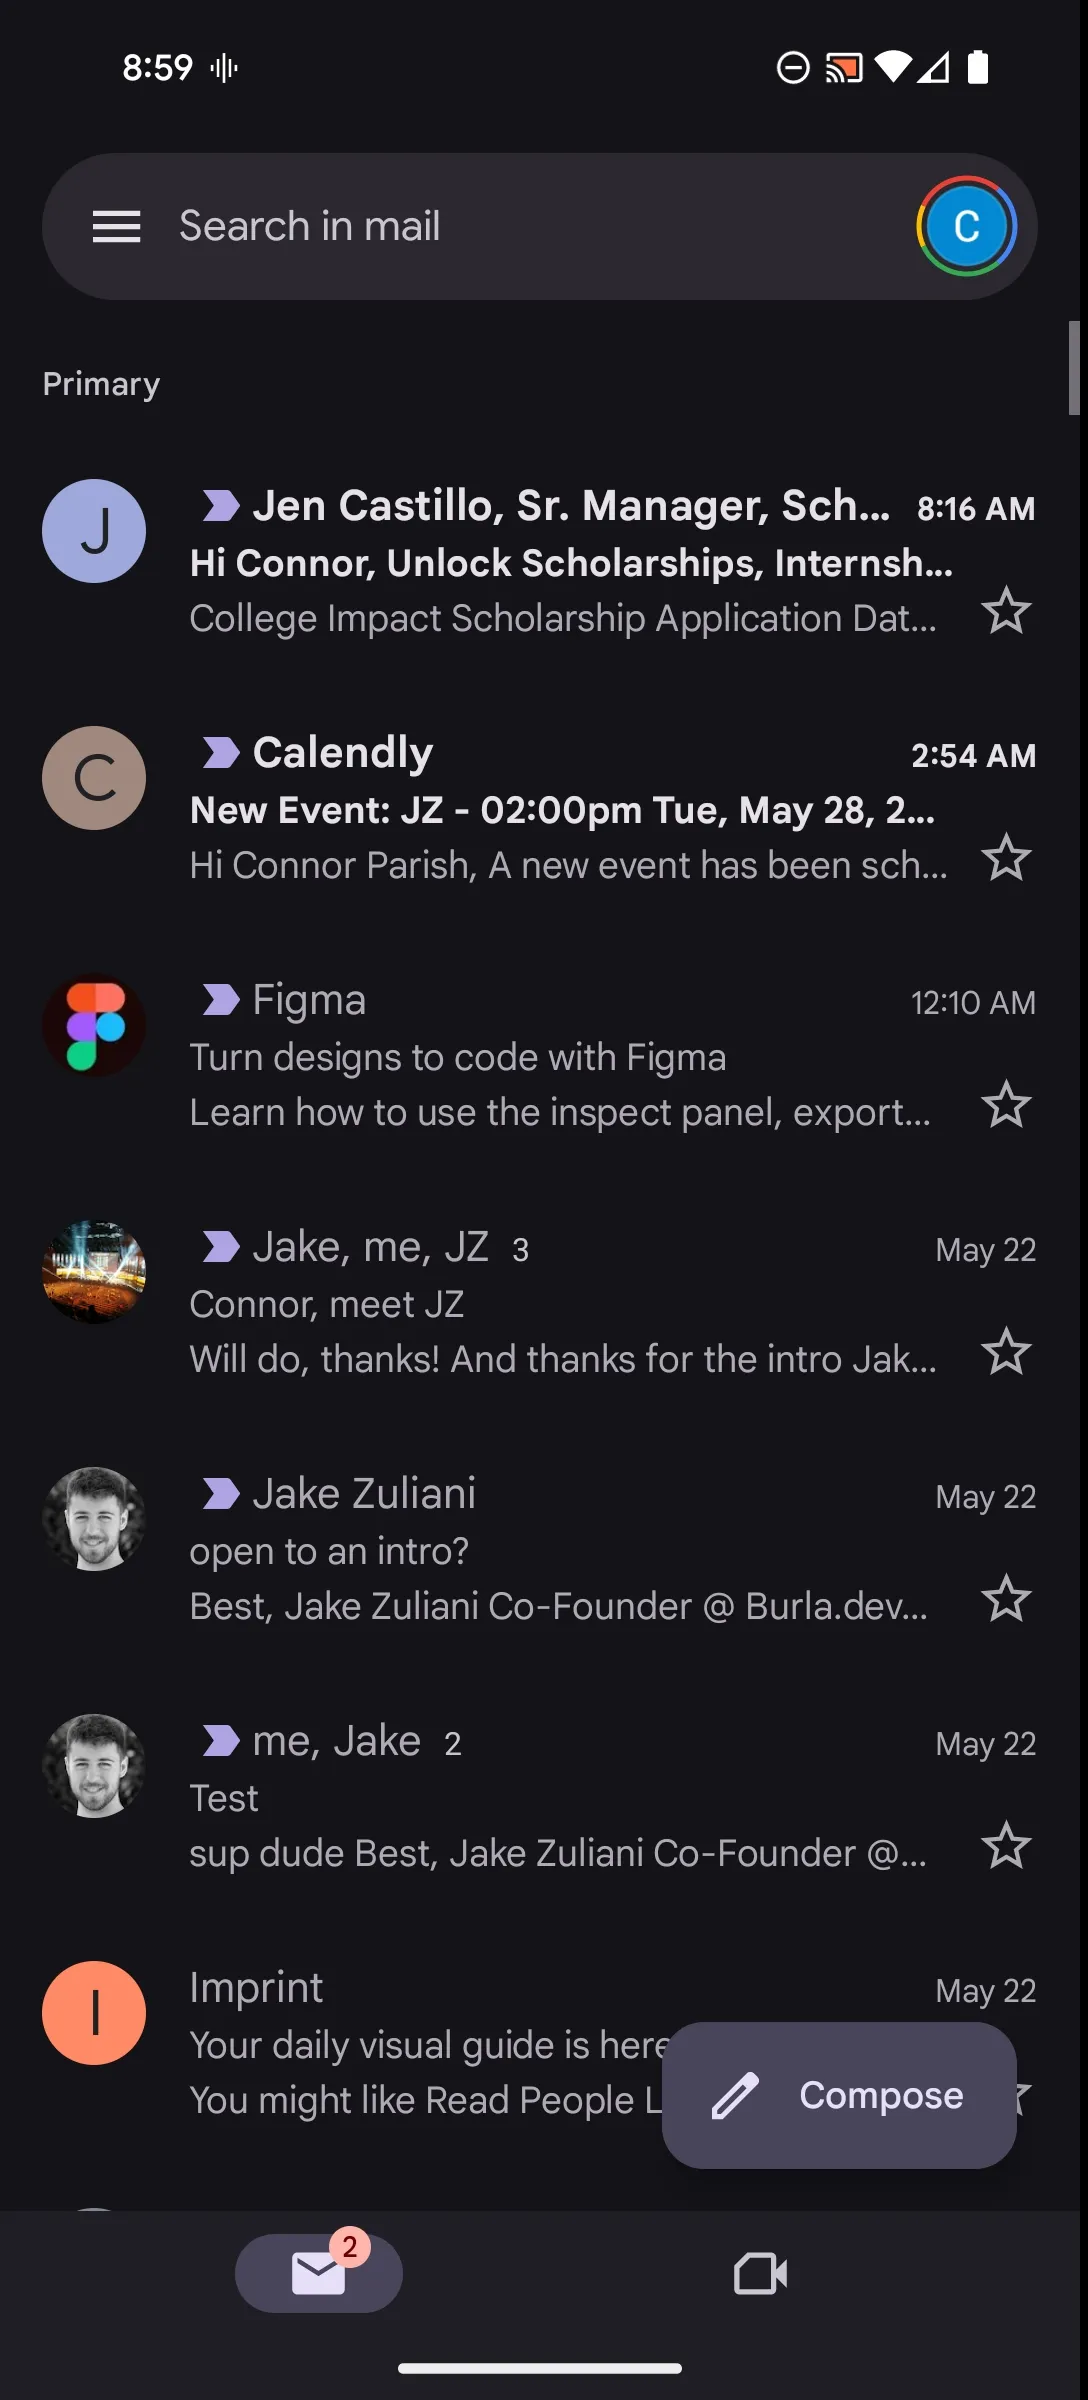 8:59
Search in mail
C
Primary
J
Jen Castillo, Sr. Manager, Sch... 8:16 AM
Hi Connor, Unlock Scholarships, Internsh...
College Impact Scholarship Application Dat...
C
Calendly 2:54 AM
New Event: JZ - 02:00pm Tue, May 28, 2...
Hi Connor Parish, A new event has been sch...
Figma 12:10 AM
Turn designs to code with Figma
Learn how to use the inspect panel, export...
Jake, me, JZ 3 May 22
Connor, meet JZ
Will do, thanks! And thanks for the intro Jak...
Jake Zuliani May 22
open to an intro?
Best, Jake Zuliani Co-Founder @ Burla.dev...
me, Jake 2 May 22
Test
sup dude Best, Jake Zuliani Co-Founder @...
I
Imprint May 22
Your daily visual guide is here
You might like Read People L
Compose
2